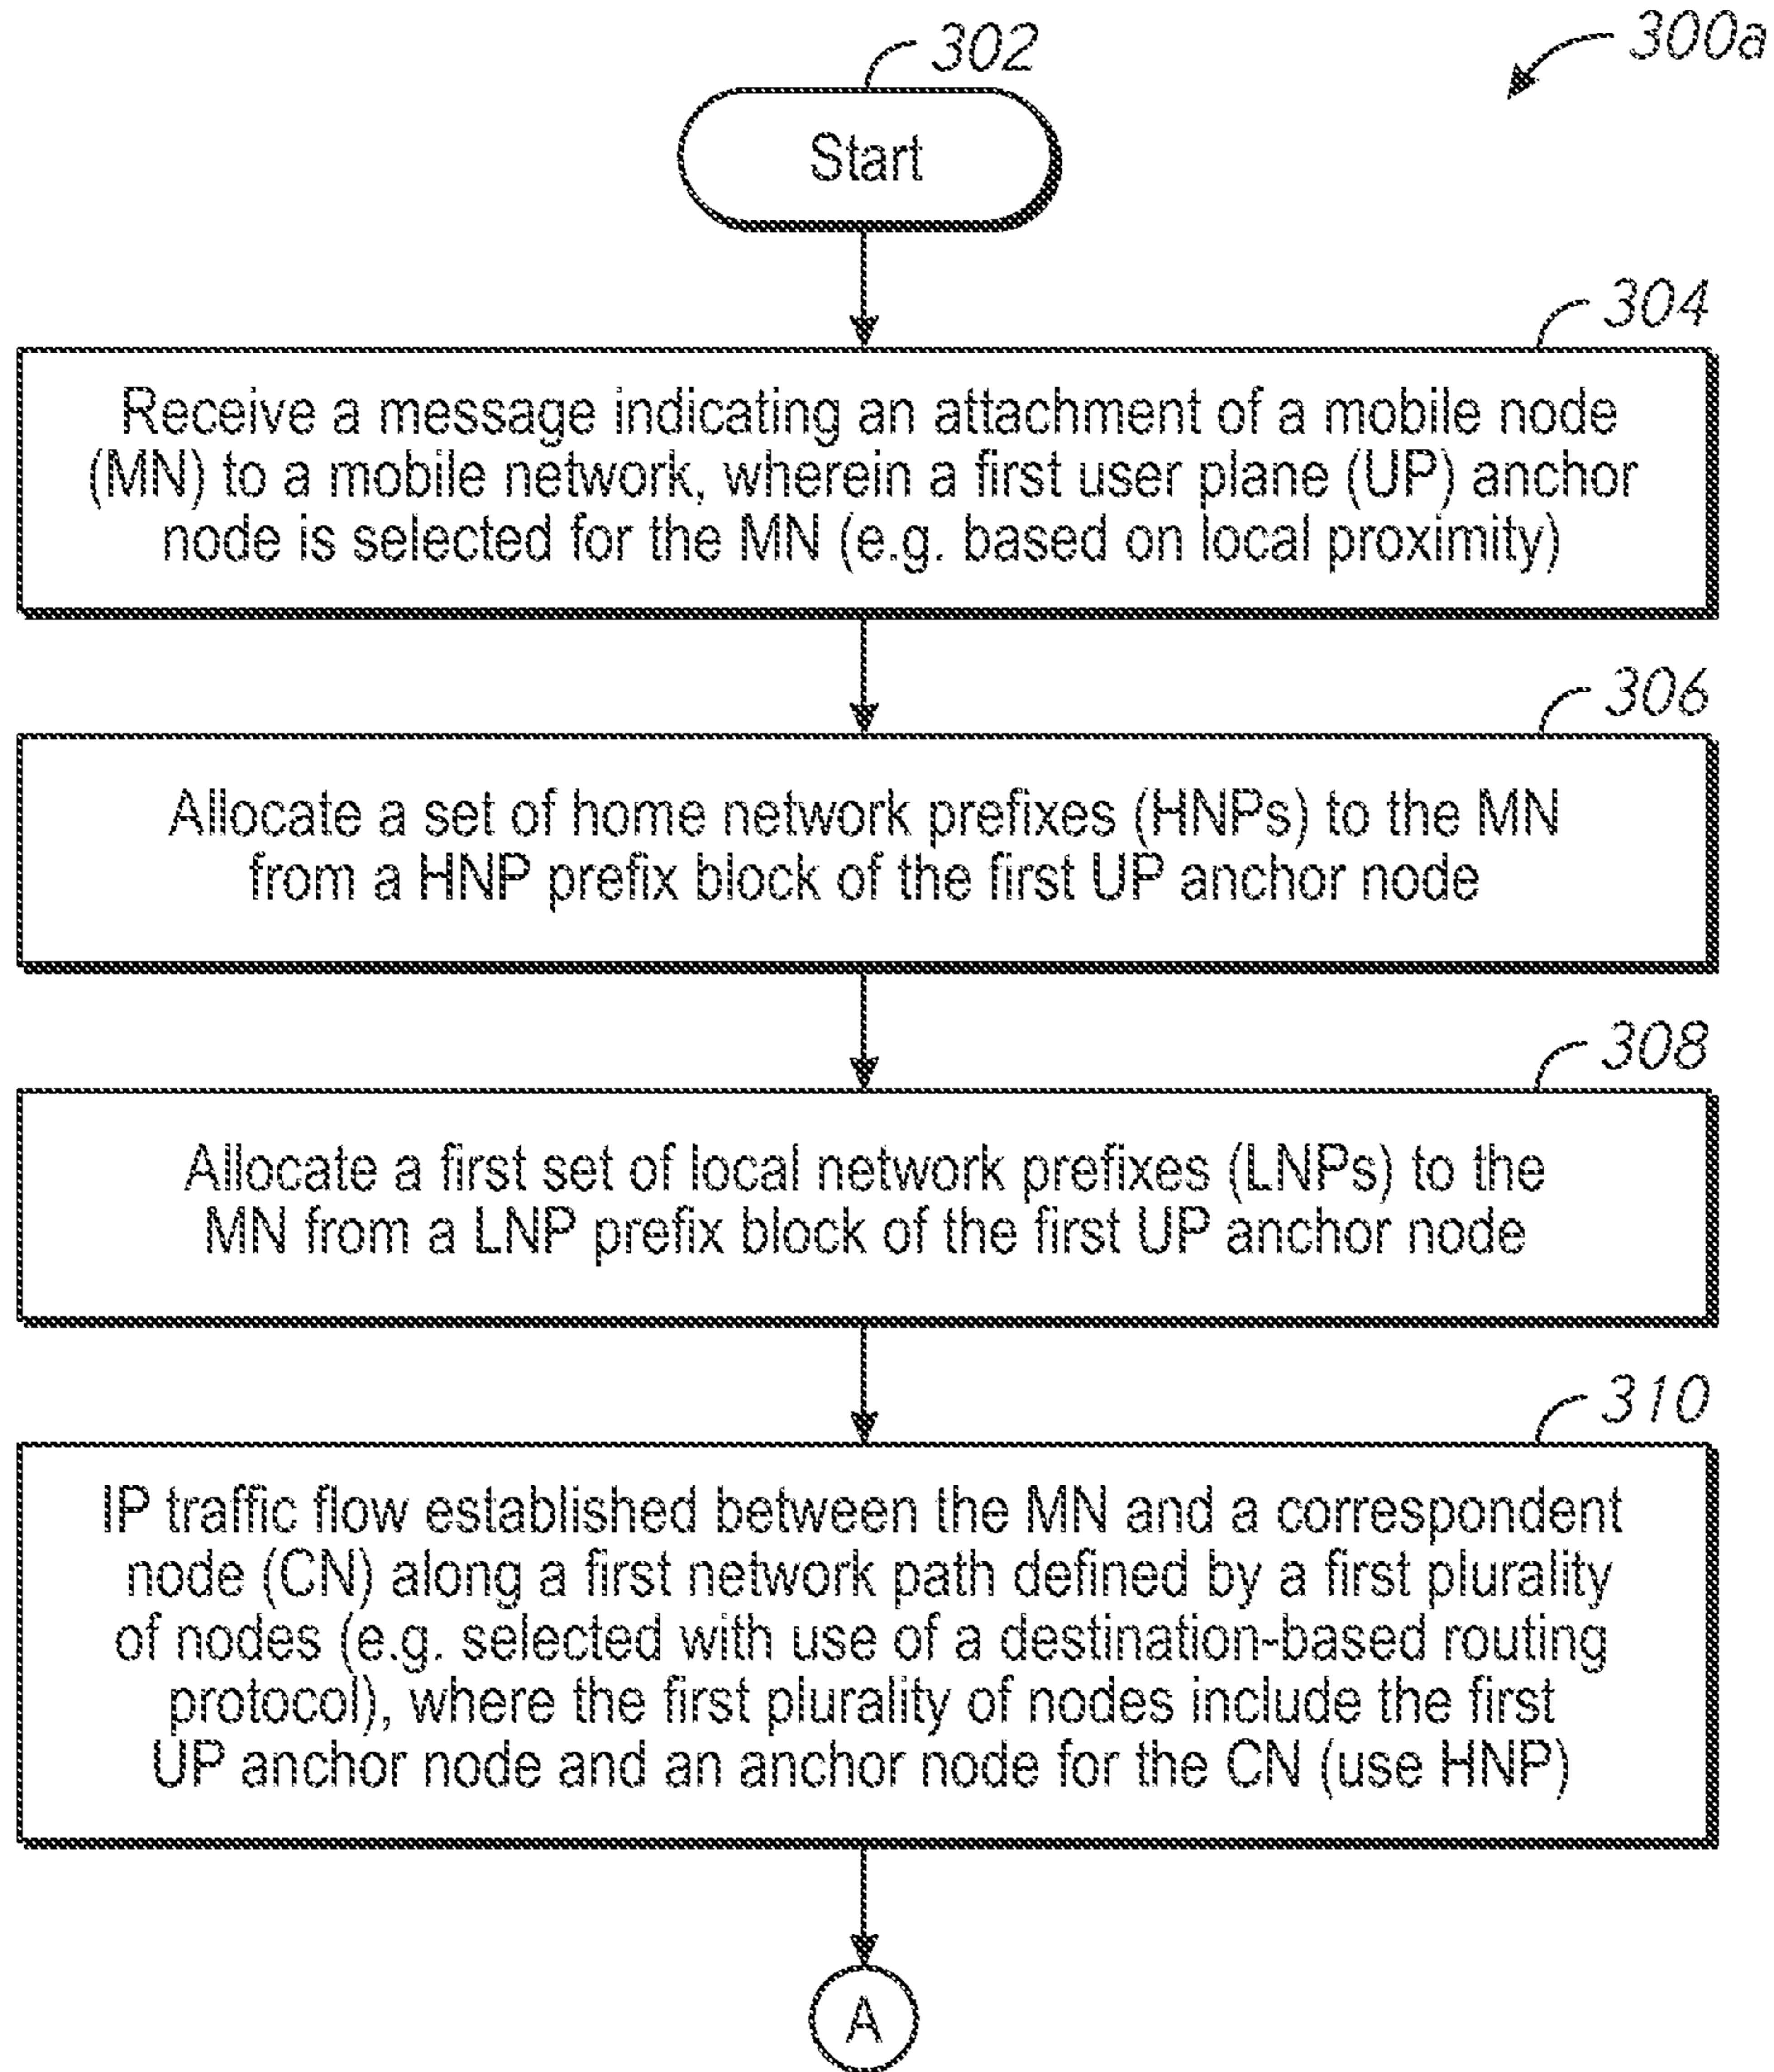 300a
302
Start
304
Receive a message indicating an attachment of a mobile node
(MN) to a mobile network, wherein a first user plane (UP) anchor
node is selected for the MN (e.g. based on local proximity)
306
Allocate a set of home network prefixes (HNPs) to the MN
from a HNP prefix block of the first UP anchor node
308
Allocate a first set of local network prefixes (LNPs) to the
MN from a LNP prefix block of the first UP anchor node
310
IP traffic flow established between the MN and a correspondent
node (CN) along a first network path defined by a first plurality
of nodes (e.g. selected with use of a destination-based routing
protocol), where the first plurality of nodes include the first
UP anchor node and an anchor node for the CN (use HNP)
A